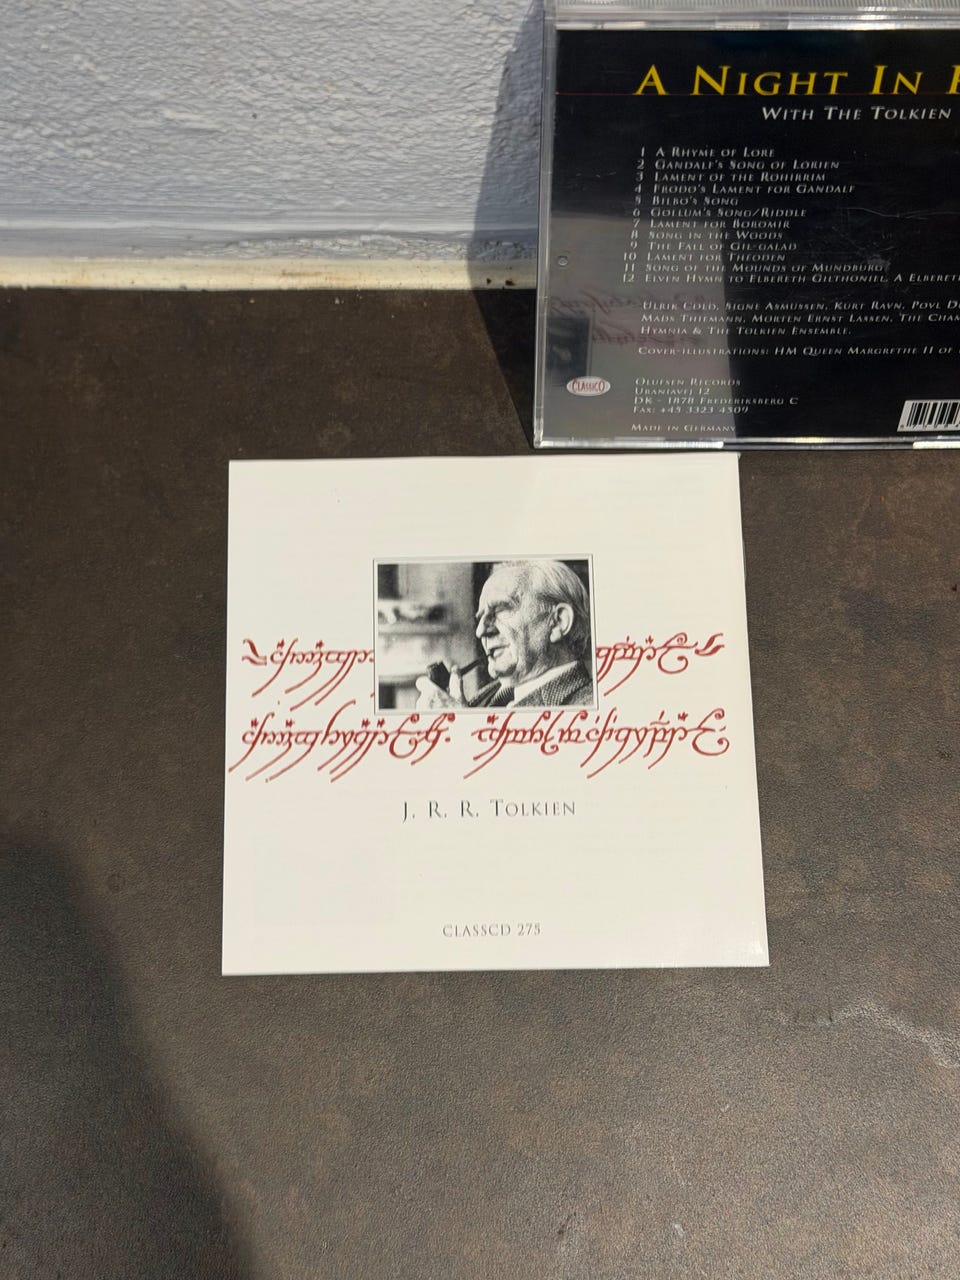 A NIGHT IN
WITH THE TOLKIEN
1 A RHYME OF LORE
2 GANDALF'S SONG OF LORIEN
3 LAMENT OF THE ROHIRRIM
4 FRODO'S LAMENT FOR GANDALF
5 BILBO'S SONG
6 GOLLUM'S SONG/RIDDLE
7 LAMENT FOR BOROMIR
8 SONG IN THE WOODS
9 THE FALL OF GIL-GALAD
10 LAMENT FOR THEODEN
11 SONG OF THE MOUNDS OF MUNDBURG
12 ELVEN HYMN TO ELBERETH GILTHONIEL, A ELBERETH
ULRIK COLD, SIGNE ASMUSSEN, KURT RAVN, POVL
MADS THIEMANN, MORTEN ERNST LASSEN, THE
HYMNIA & THE TOLKIEN ENSEMBLE.
COVER-ILLUSTRATIONS: HM QUEEN MARGRETHE II OF
CLASSICO
OLUFSEN RECORDS
URANIAVEJ 12
DK - 1878 FREDERIKSBERG C
FAX: +45 3323 4509
MADE IN GERMANY
J. R. R. TOLKIEN
CLASSCD 275